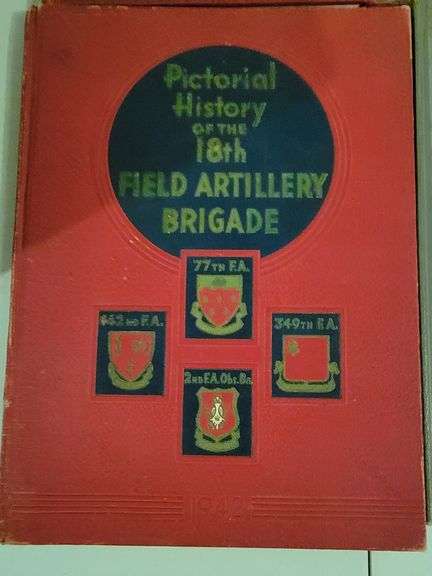 Pictorial
History
OF THE
18th
FIELD ARTILLERY
BRIGADE
77TH F.A.
349TH F.A.
2ND F.A. Obs. Bn.
1942